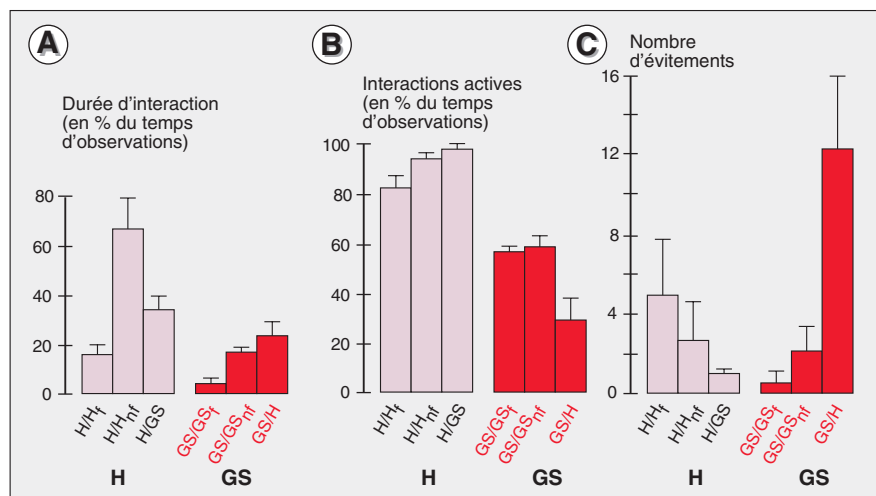 A
Durée d'interaction
(en % du temps
d'observations)
80
60
40
20
0
H/Hf
H/Hnf
H/GS
GS/GSf
GS/GSnf
GS/H
H
GS
B
Interactions actives
(en % du temps
d'observations)
100
80
60
40
20
0
H/Hf
H/Hnf
H/GS
GS/GSf
GS/GSnf
GS/H
H
GS
C
Nombre
d'évitements
16
12
8
4
0
H/Hf
H/Hnf
H/GS
GS/GSf
GS/GSnf
GS/H
H
GS